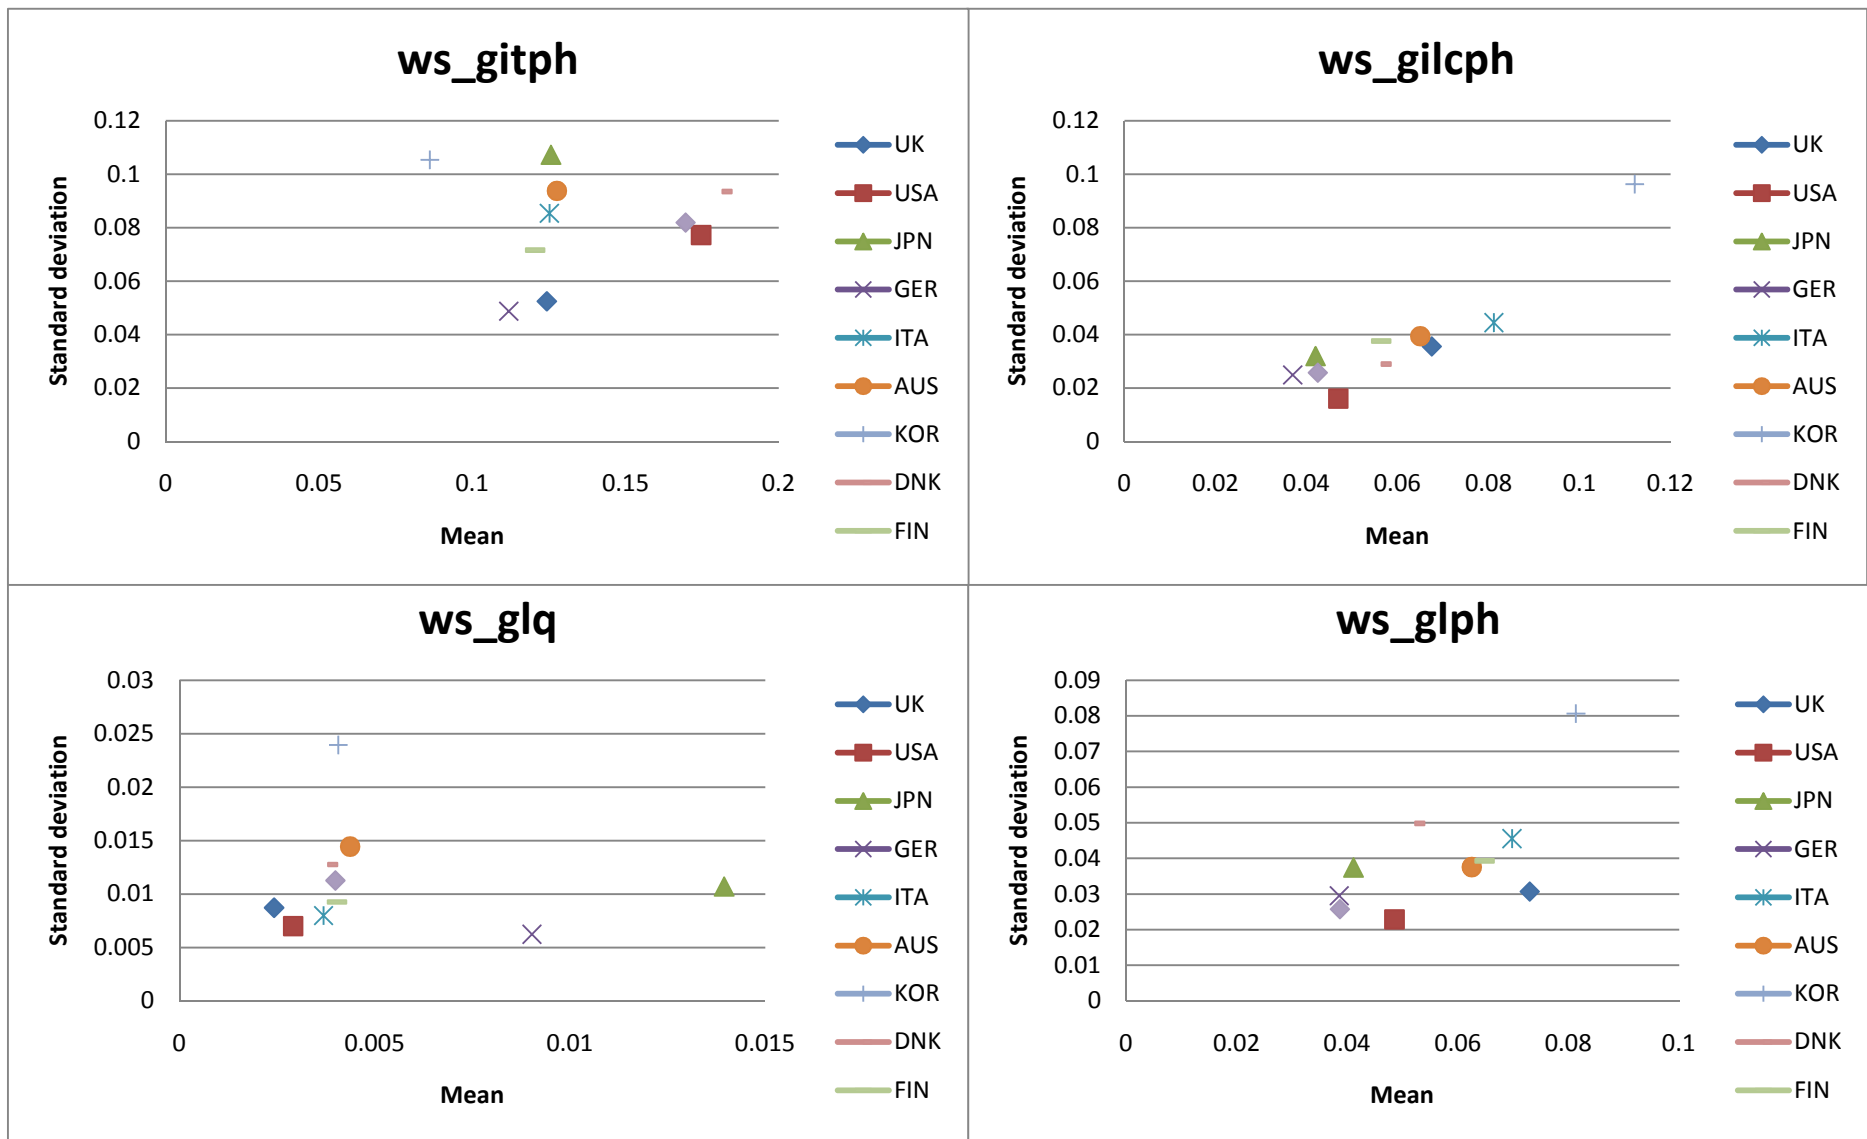 ws_gitph
0.12
0.1
0.08
0.06
0.04
0.02
0
0
0.05
0.1
0.15
0.2
Standard deviation
Mean
UK
USA
JPN
GER
ITA
AUS
KOR
DNK
FIN
ws_gilcph
0.12
0.1
0.08
0.06
0.04
0.02
0
0
0.02
0.04
0.06
0.08
0.1
0.12
Standard deviation
Mean
UK
USA
JPN
GER
ITA
AUS
KOR
DNK
FIN
ws_glq
0.03
0.025
0.02
0.015
0.01
0.005
0
0
0.005
0.01
0.015
Standard deviation
Mean
UK
USA
JPN
GER
ITA
AUS
KOR
DNK
FIN
ws_glph
0.09
0.08
0.07
0.06
0.05
0.04
0.03
0.02
0.01
0
0
0.02
0.04
0.06
0.08
0.1
Standard deviation
Mean
UK
USA
JPN
GER
ITA
AUS
KOR
DNK
FIN